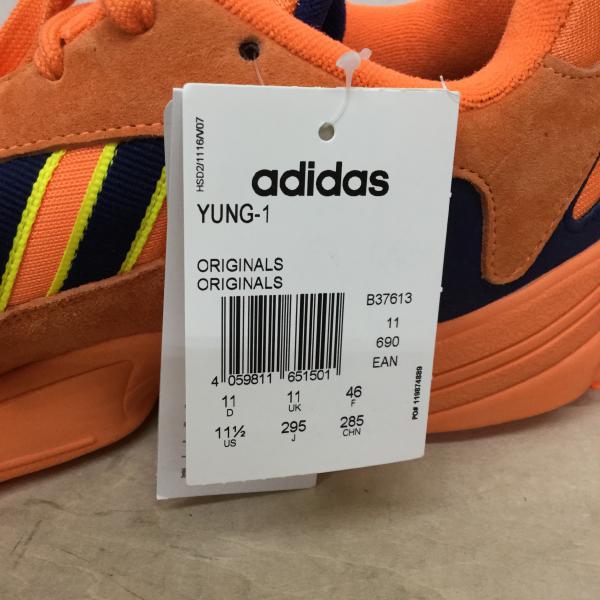 HSD2/1116/V07
adidas
YUNG-1
ORIGINALS
ORIGINALS
B37613
11
690
EAN
4 059811 651501
11 11 46
D UK F
11½ 295 285
US J CHN
PO# 119874889